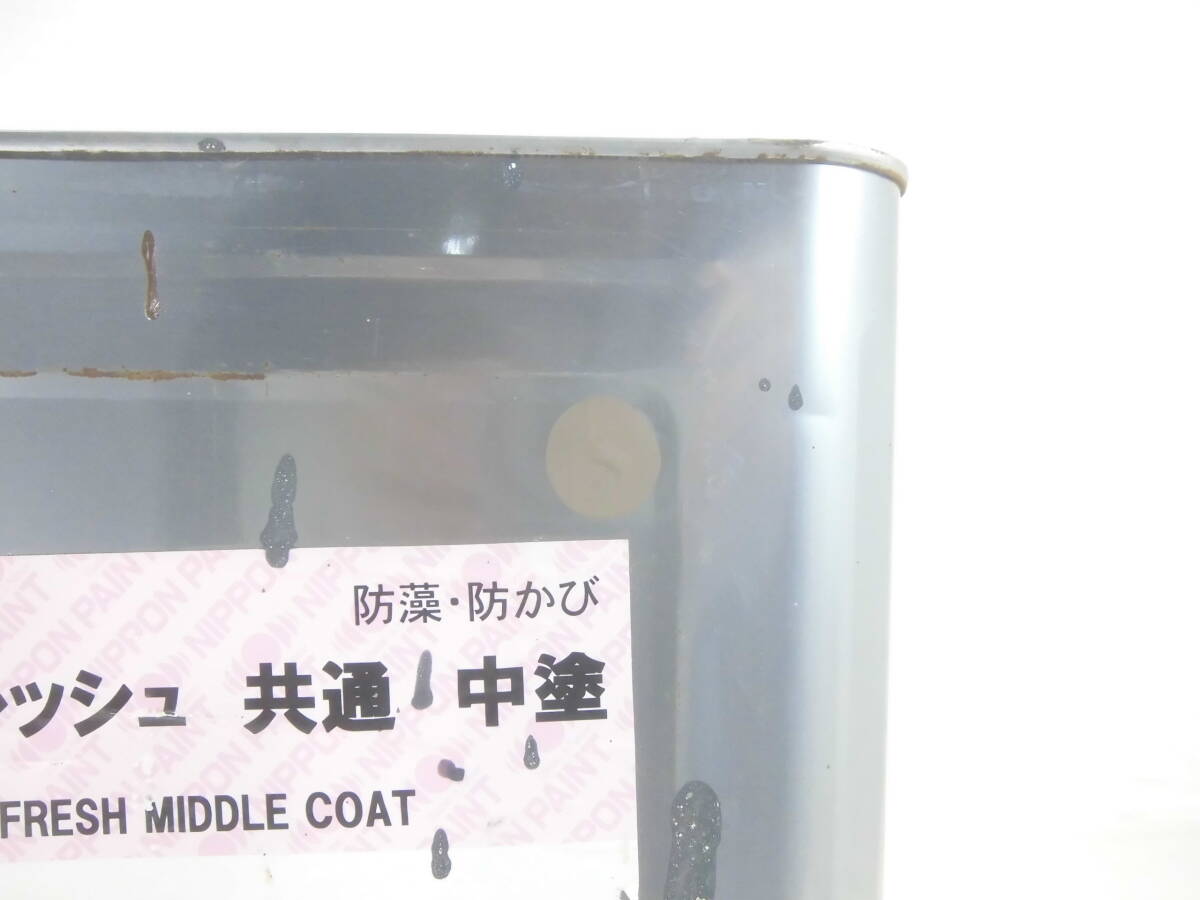 防藻・防かび
ッシュ 共通 中塗
FRESH MIDDLE COAT
NIPPON PAINT